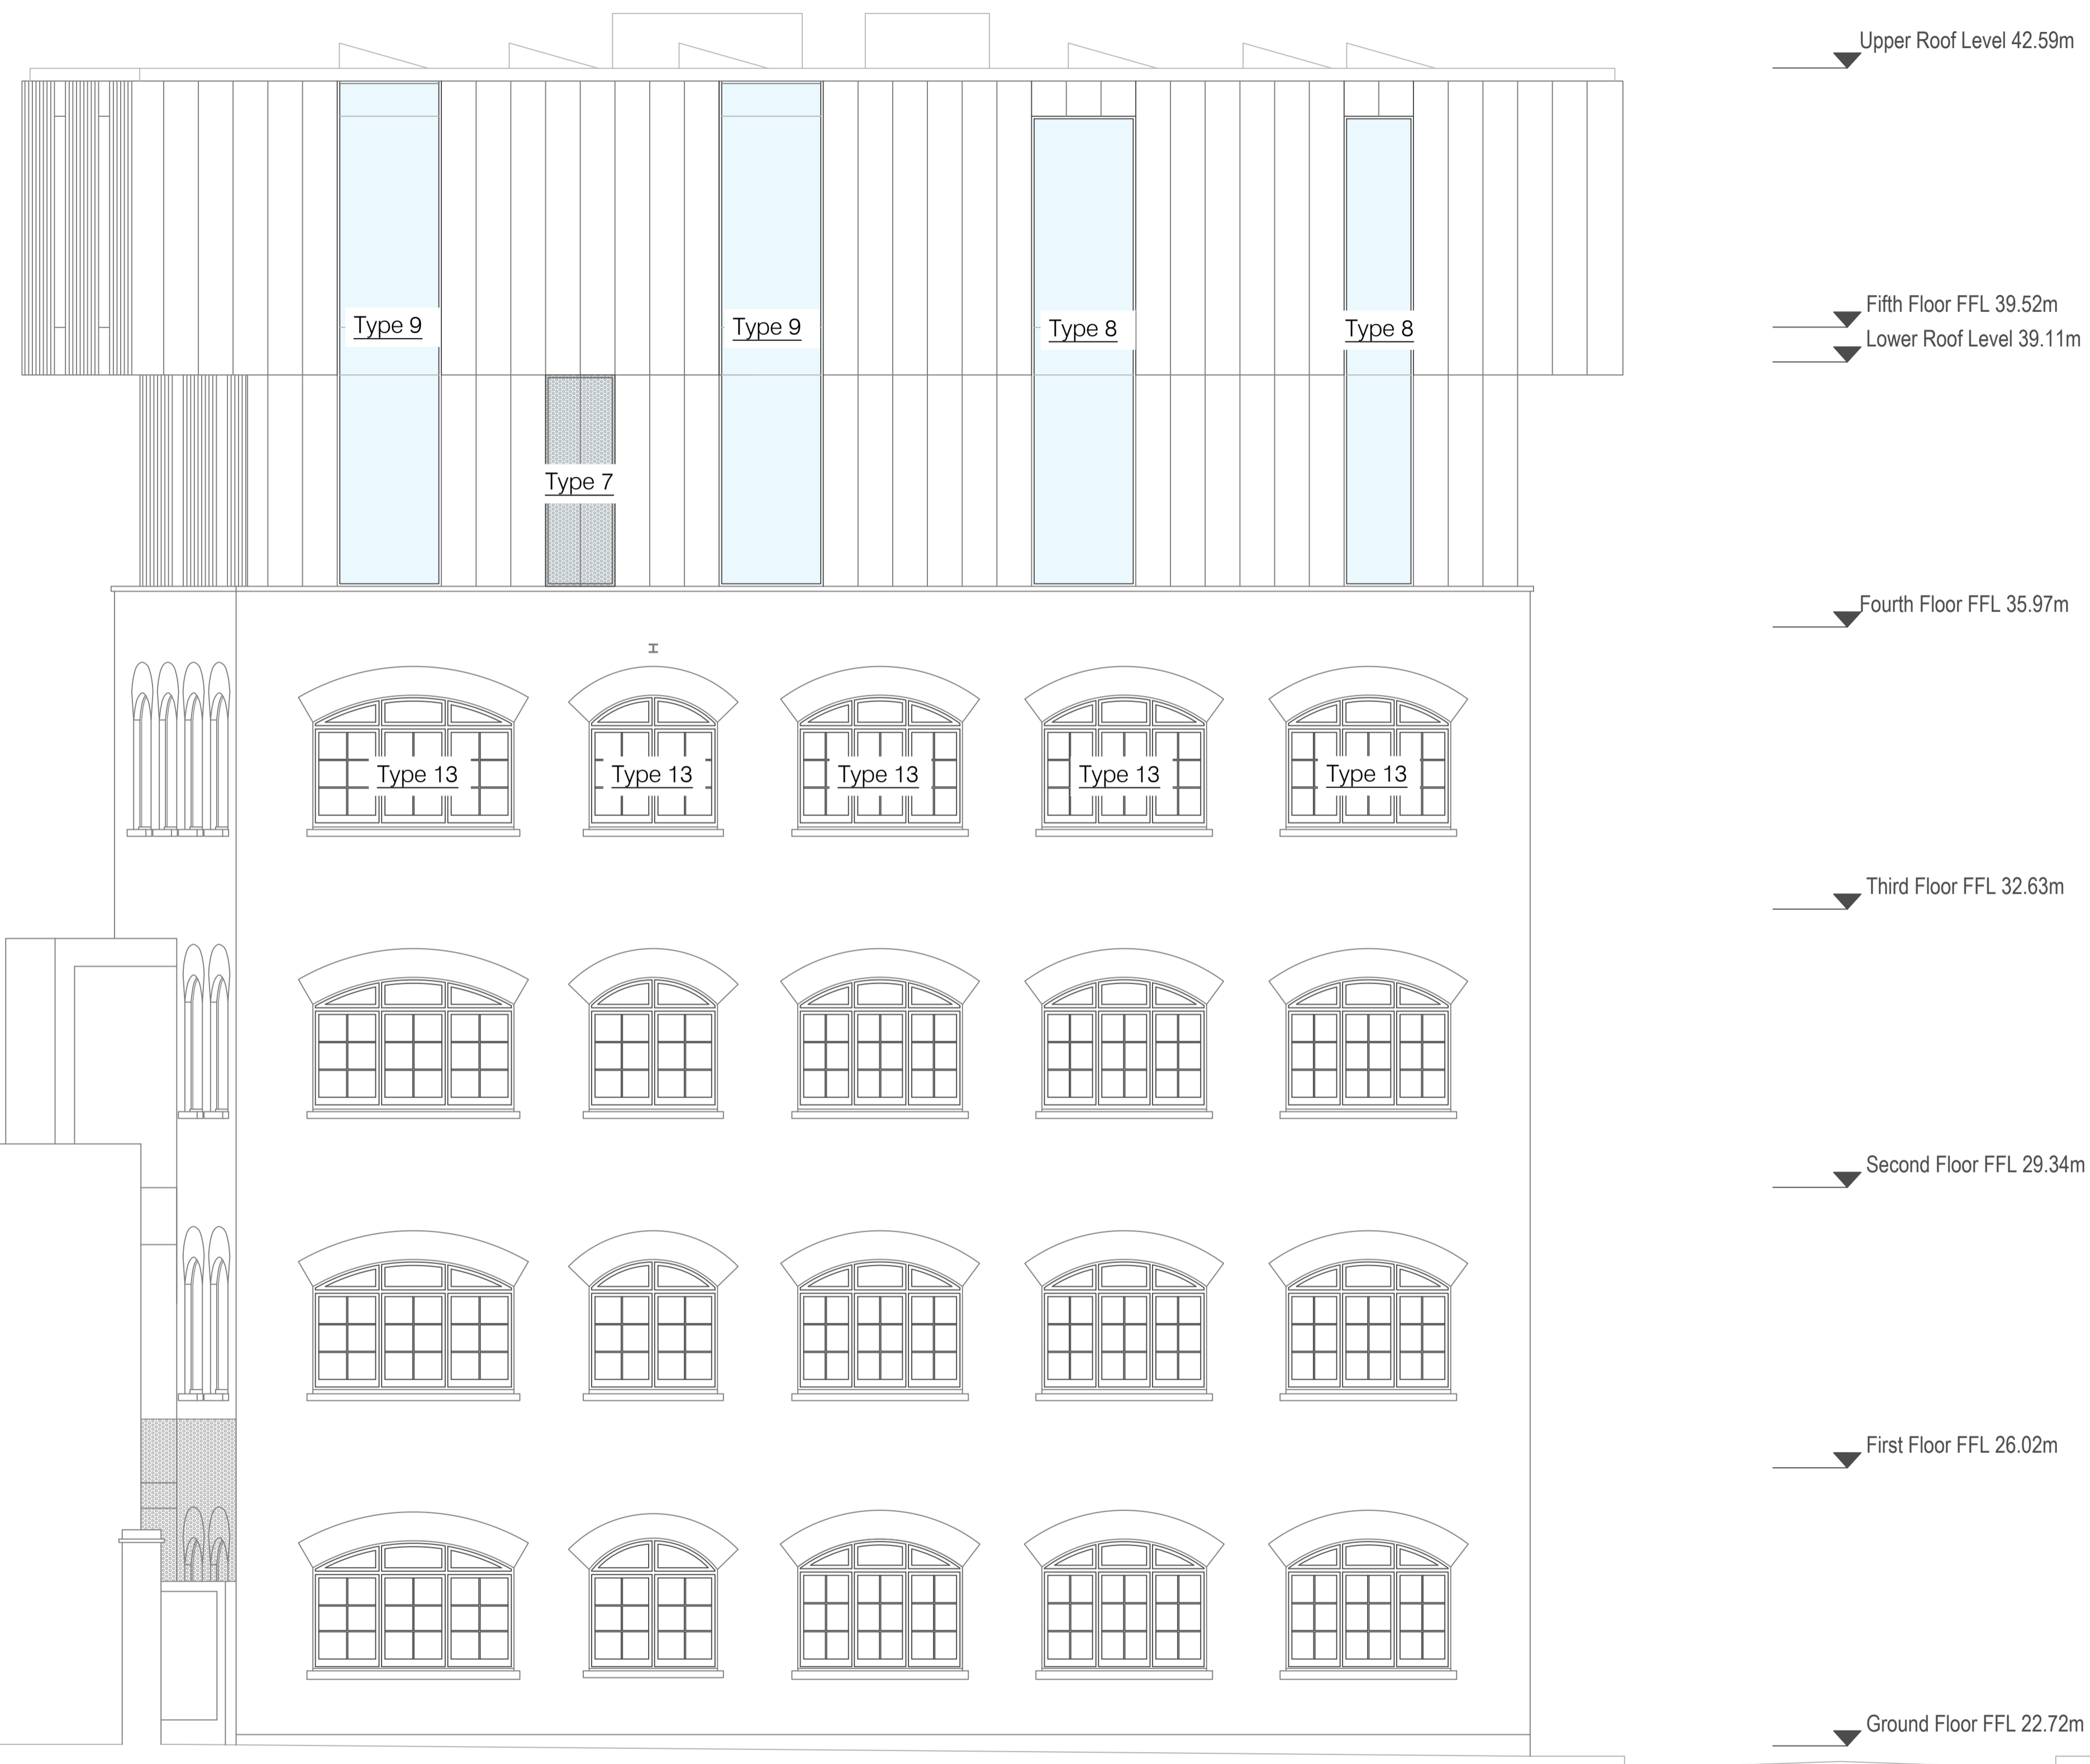 Upper Roof Level 42.59m
Fifth Floor FFL 39.52m
Type 9
Type 9
Type 8
Type 8
Lower Roof Level 39.11m
Type 7
Fourth Floor FFL 35.97m
Type 13
Type 13
Type 13
Type 13
Type 13
Third Floor FFL 32.63m
Second Floor FFL 29.34m
First Floor FFL 26.02m
Ground Floor FFL 22.72m